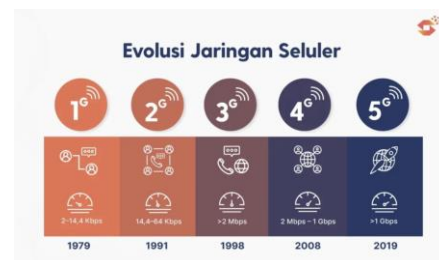 Evolusi Jaringan Seluler
1G
2G
3G
4G
5G
2-14,4 Kbps
14,4-64 Kbps
>2 Mbps
2 Mbps - 1 Gbps
>1 Gbps
1979
1991
1998
2008
2019